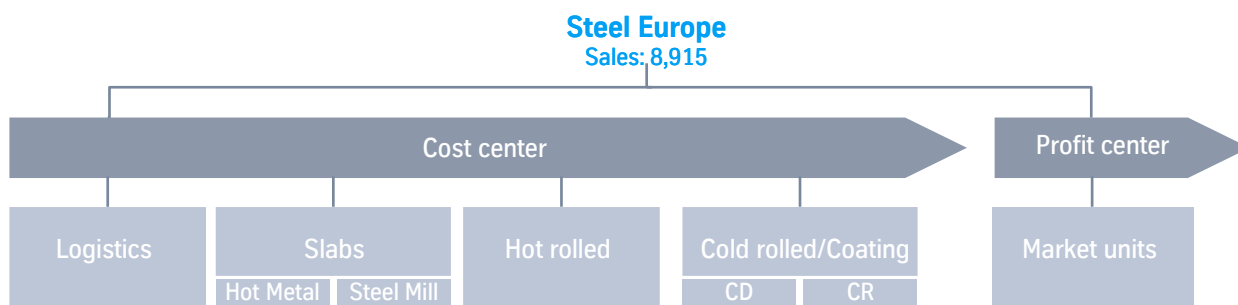 Steel Europe
Sales: 8,915
Cost center
Profit center
Logistics
Slabs
Hot rolled
Cold rolled/Coating
Market units
Hot Metal
Steel Mill
CD
CR